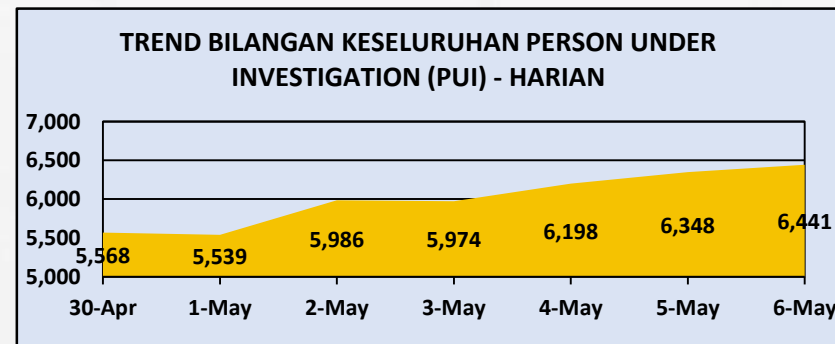 TREND BILANGAN KESELURUHAN PERSON UNDER
INVESTIGATION (PUI) - HARIAN
7,000
6,500
6,000
5,500
5,000
5,568
5,539
5,986
5,974
6,198
6,348
6,441
30-Apr
1-May
2-May
3-May
4-May
5-May
6-May